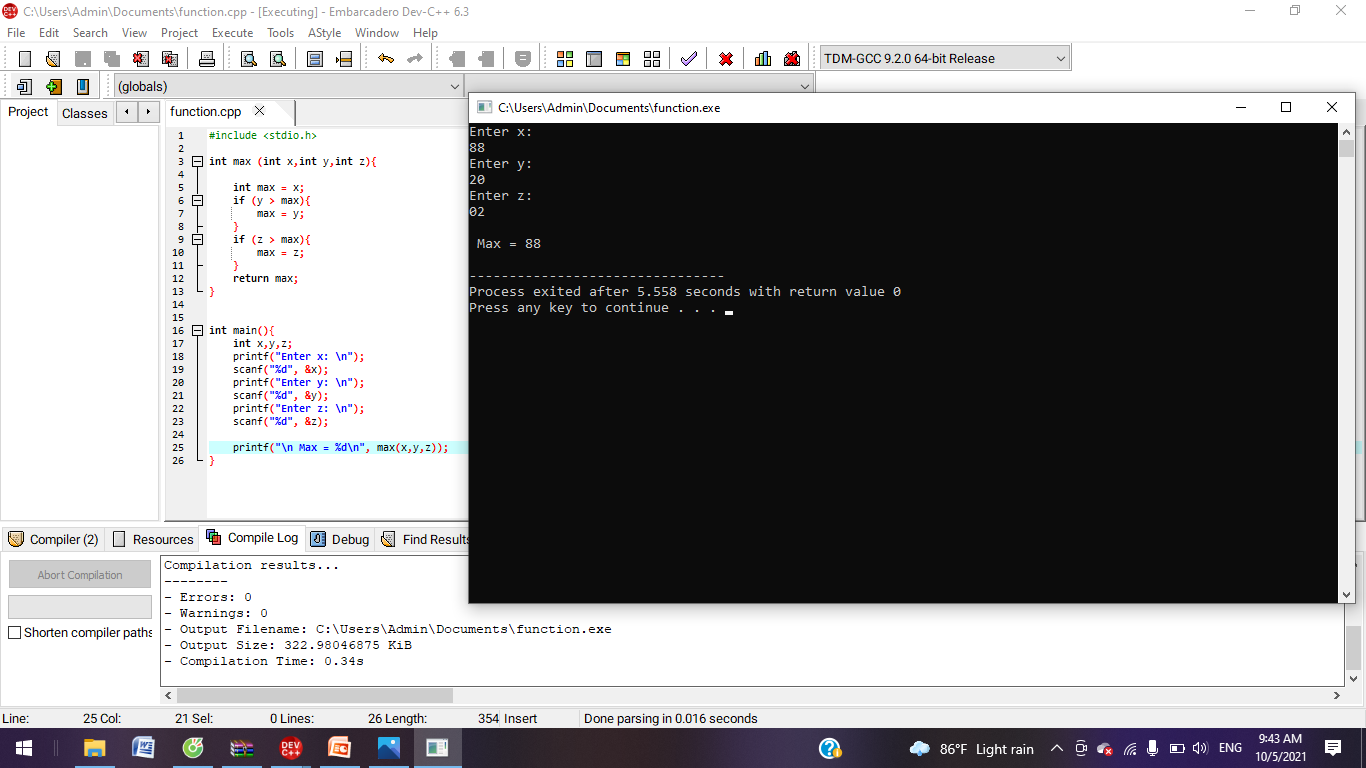 C:\Users\Admin\Documents\function.cpp - [Executing] - Embarcadero Dev-C++ 6.3
File Edit Search View Project Execute Tools AStyle Window Help
TDM-GCC 9.2.0 64-bit Release
(globals)
Project Classes
function.cpp
1 #include <stdio.h>
2
3 int max (int x,int y,int z){
4
5 int max = x;
6 if (y > max){
7 max = y;
8 }
9 if (z > max){
10 max = z;
11 }
12 return max;
13 }
14
15
16 int main(){
17 int x,y,z;
18 printf("Enter x: \n");
19 scanf("%d", &x);
20 printf("Enter y: \n");
21 scanf("%d", &y);
22 printf("Enter z: \n");
23 scanf("%d", &z);
24
25 printf("\n Max = %d\n", max(x,y,z));
26 }
C:\Users\Admin\Documents\function.exe
Enter x:
88
Enter y:
20
Enter z:
02
Max = 88
--------------------------------
Process exited after 5.558 seconds with return value 0
Press any key to continue . . .
Compiler (2) Resources Compile Log Debug Find Results
Abort Compilation
Shorten compiler paths
Compilation results...
--------
- Errors: 0
- Warnings: 0
- Output Filename: C:\Users\Admin\Documents\function.exe
- Output Size: 322.98046875 KiB
- Compilation Time: 0.34s
Line: 25 Col: 21 Sel: 0 Lines: 26 Length: 354 Insert Done parsing in 0.016 seconds
DEV C++
86°F Light rain ENG 9:43 AM
10/5/2021